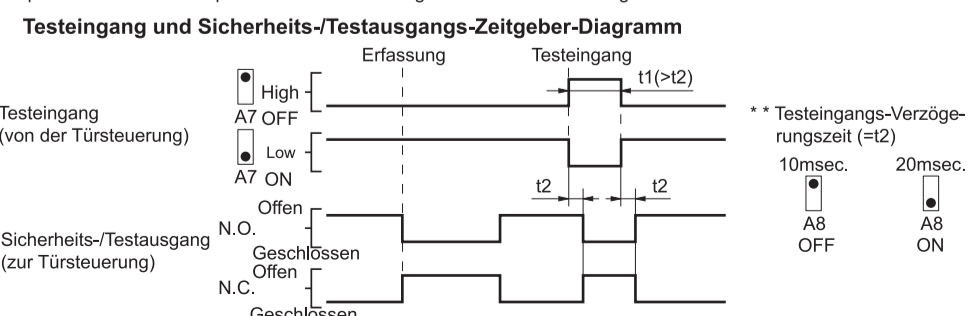 Testeingang und Sicherheits-/Testausgangs-Zeitgeber-Diagramm
Erfassung
Testeingang
t1(>t2)
High
A7 OFF
Testeingang
(von der Türsteuerung)
Low
A7 ON
* * Testeingangs-Verzöge-
rungszeit (=t2)
10msec.
20msec.
A8
OFF
A8
ON
t2
t2
Offen
N.O.
Geschlossen
Sicherheits-/Testausgang
(zur Türsteuerung)
Offen
N.C.
Geschlossen